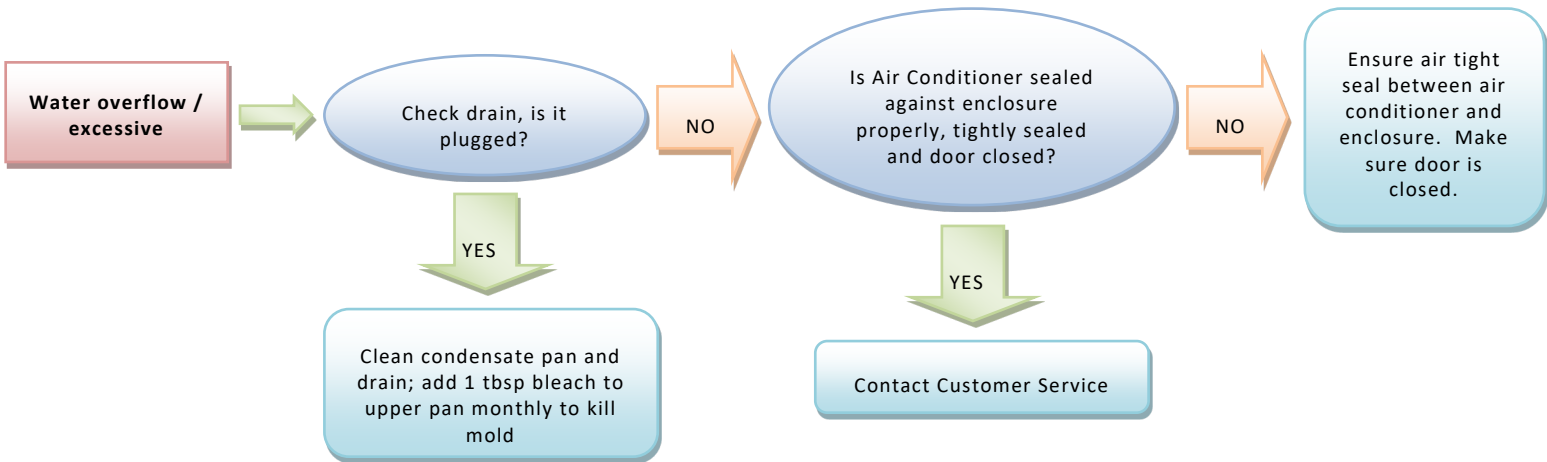 Water overflow /
excessive
Check drain, is it
plugged?
NO
Is Air Conditioner sealed
against enclosure
properly, tightly sealed
and door closed?
NO
Ensure air tight
seal between air
conditioner and
enclosure.  Make
sure door is
closed.
YES
Clean condensate pan and
drain; add 1 tbsp bleach to
upper pan monthly to kill
mold
YES
Contact Customer Service